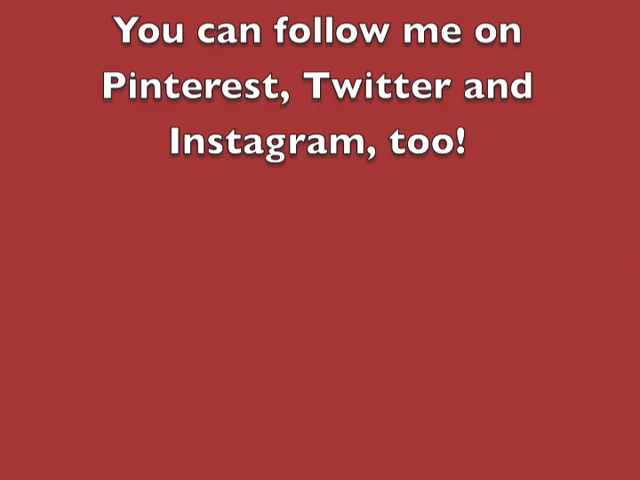 You can follow me on
Pinterest, Twitter and
Instagram, too!